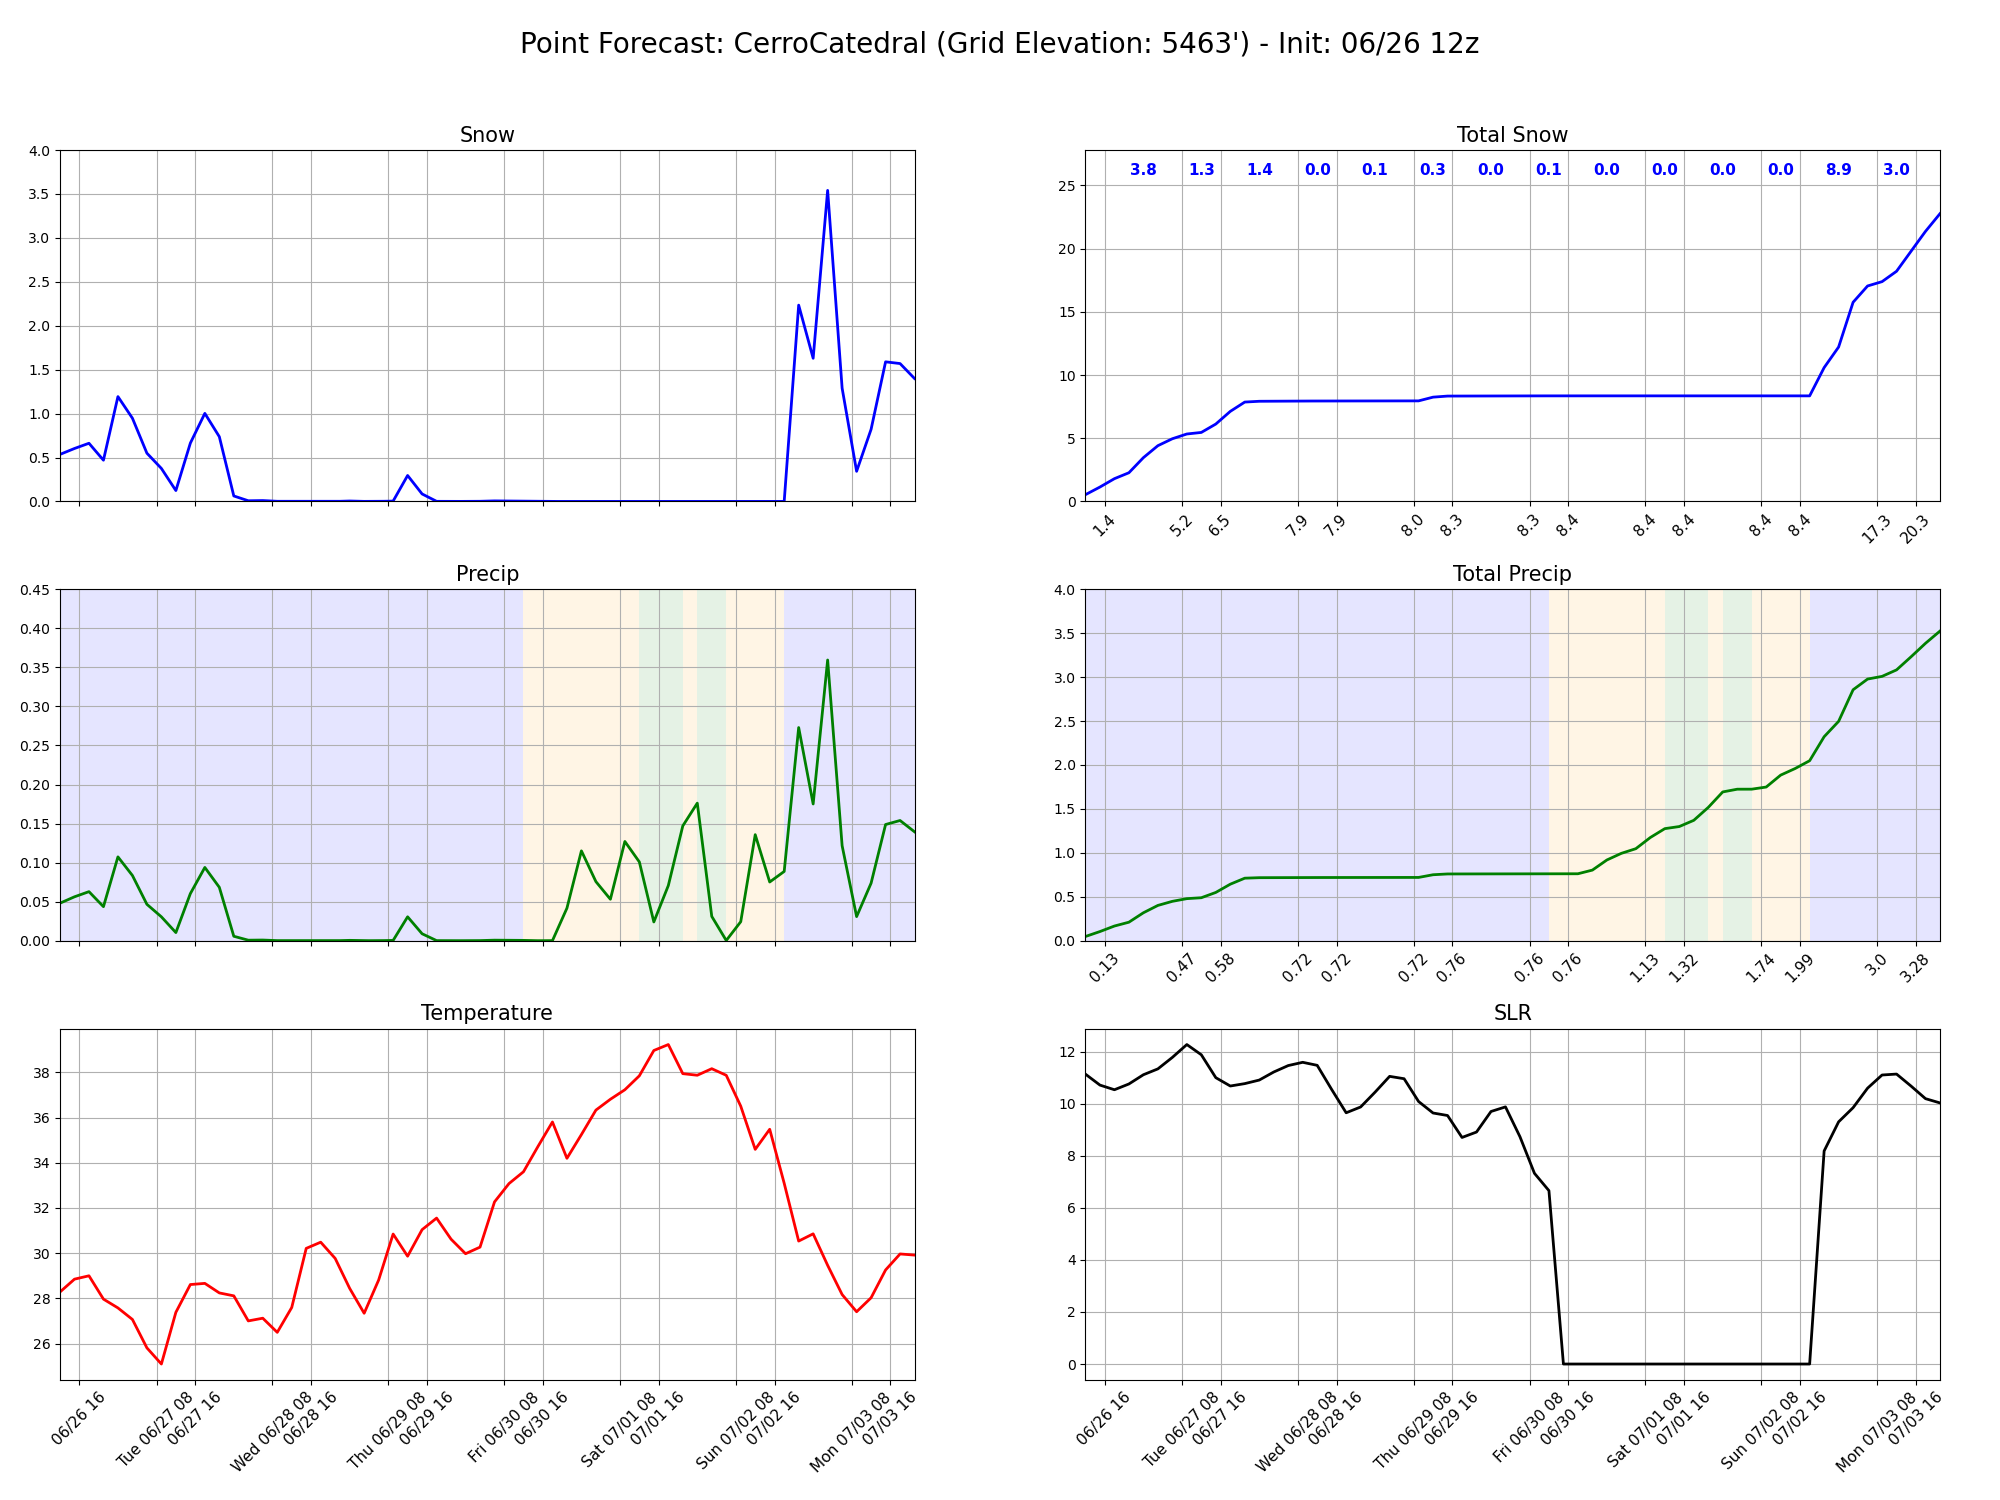 Point Forecast: CerroCatedral (Grid Elevation: 5463') - Init: 06/26 12z
Snow
4.0
3.5
3.0
2.5
2.0
1.5
1.0
0.5
0.0
Total Snow
3.8 1.3 1.4 0.0 0.1 0.3 0.0 0.1 0.0 0.0 0.0 0.0 8.9 3.0
25
20
15
10
5
0
1.4 5.2 6.5 7.9 7.9 8.0 8.3 8.3 8.4 8.4 8.4 8.4 8.4 17.3 20.3
Precip
0.45
0.40
0.35
0.30
0.25
0.20
0.15
0.10
0.05
0.00
Total Precip
4.0
3.5
3.0
2.5
2.0
1.5
1.0
0.5
0.0
0.13 0.47 0.58 0.72 0.72 0.72 0.76 0.76 0.76 1.13 1.32 1.74 1.99 3.0 3.28
Temperature
38
36
34
32
30
28
26
06/26 16
Tue 06/27 08
06/27 16
Wed 06/28 08
06/28 16
Thu 06/29 08
06/29 16
Fri 06/30 08
06/30 16
Sat 07/01 08
07/01 16
Sun 07/02 08
07/02 16
Mon 07/03 08
07/03 16
SLR
12
10
8
6
4
2
0
06/26 16
Tue 06/27 08
06/27 16
Wed 06/28 08
06/28 16
Thu 06/29 08
06/29 16
Fri 06/30 08
06/30 16
Sat 07/01 08
07/01 16
Sun 07/02 08
07/02 16
Mon 07/03 08
07/03 16